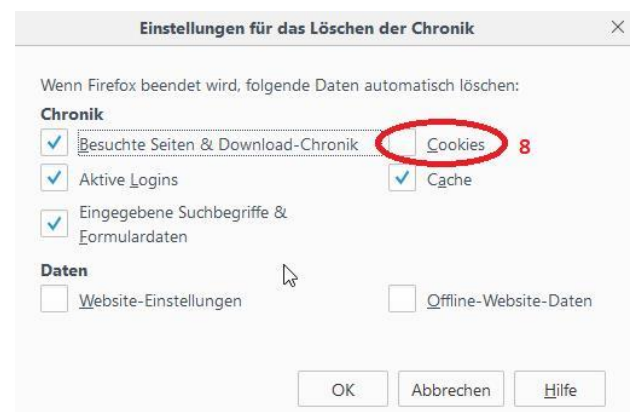 Einstellungen für das Löschen der Chronik
Wenn Firefox beendet wird, folgende Daten automatisch löschen:
Chronik
Besuchte Seiten & Download-Chronik
Cookies
8
Aktive Logins
Cache
Eingegebene Suchbegriffe &
Formulardaten
Daten
Website-Einstellungen
Offline-Website-Daten
OK
Abbrechen
Hilfe